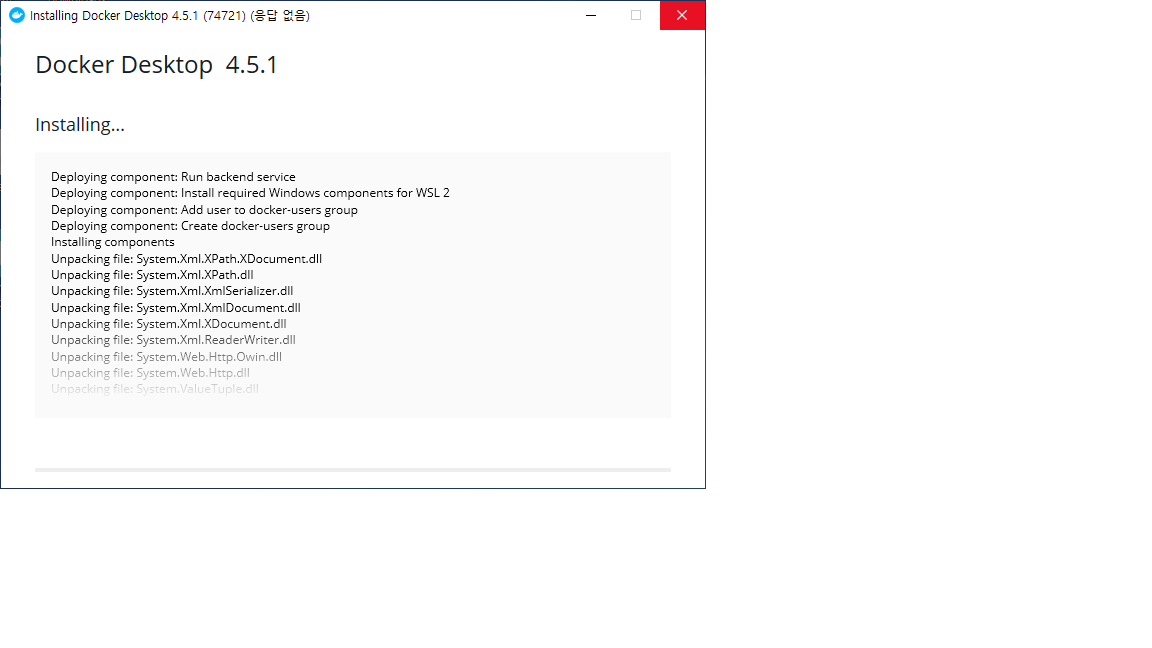 Installing Docker Desktop 4.5.1 (74721) (응답 없음)
Docker Desktop 4.5.1
Installing...
Deploying component: Run backend service
Deploying component: Install required Windows components for WSL 2
Deploying component: Add user to docker-users group
Deploying component: Create docker-users group
Installing components
Unpacking file: System.Xml.XPath.XDocument.dll
Unpacking file: System.Xml.XPath.dll
Unpacking file: System.Xml.XmlSerializer.dll
Unpacking file: System.Xml.XmlDocument.dll
Unpacking file: System.Xml.XDocument.dll
Unpacking file: System.Xml.ReaderWriter.dll
Unpacking file: System.Web.Http.Owin.dll
Unpacking file: System.Web.Http.dll
Unpacking file: System.ValueTuple.dll